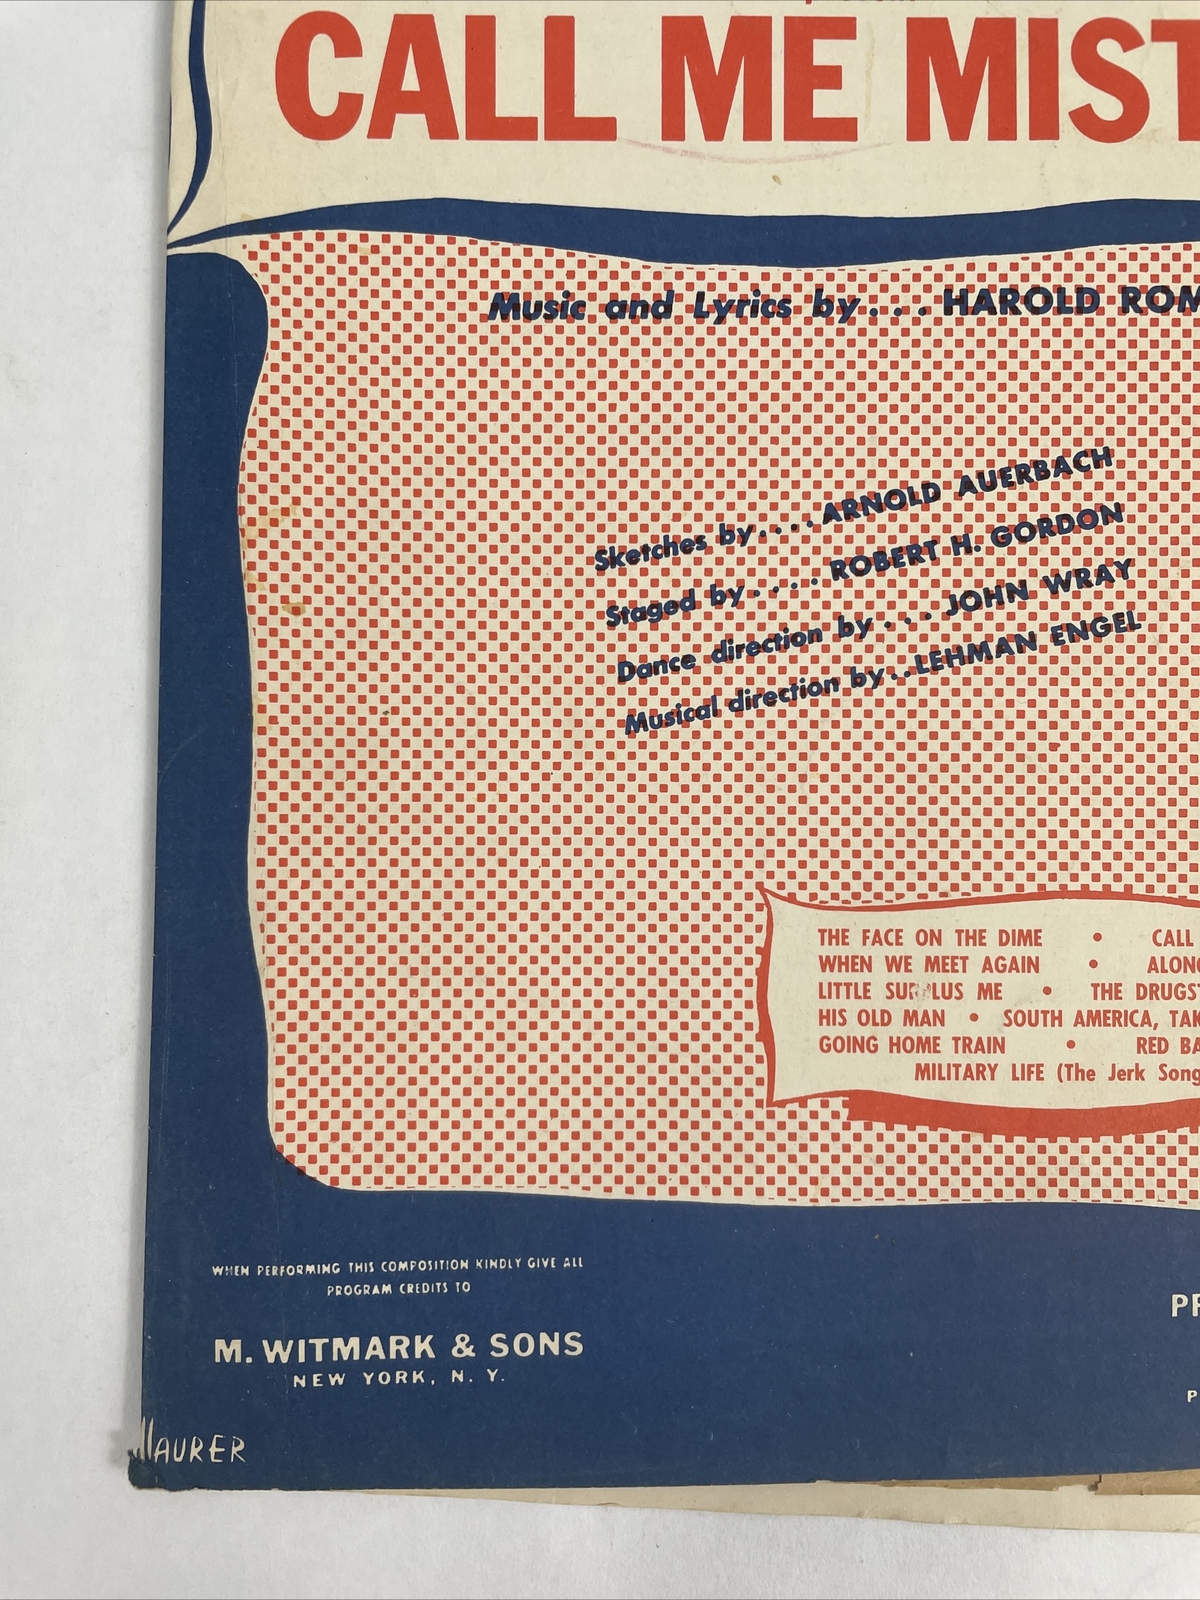 CALL ME MIST
Music and Lyrics by... HAROLD ROM
Sketches by.... ARNOLD AUERBACH
Staged by.... ROBERT H. GORDON
Dance direction by... JOHN WRAY
Musical direction by.. LEHMAN ENGEL
THE FACE ON THE DIME • CALL
WHEN WE MEET AGAIN • ALONG
LITTLE SURPLUS ME • THE DRUGST
HIS OLD MAN • SOUTH AMERICA, TAK
GOING HOME TRAIN • RED BA
MILITARY LIFE (The Jerk Song
WHEN PERFORMING THIS COMPOSITION KINDLY GIVE ALL
PROGRAM CREDITS TO
M. WITMARK & SONS
NEW YORK, N. Y.
PR
P
MAURER